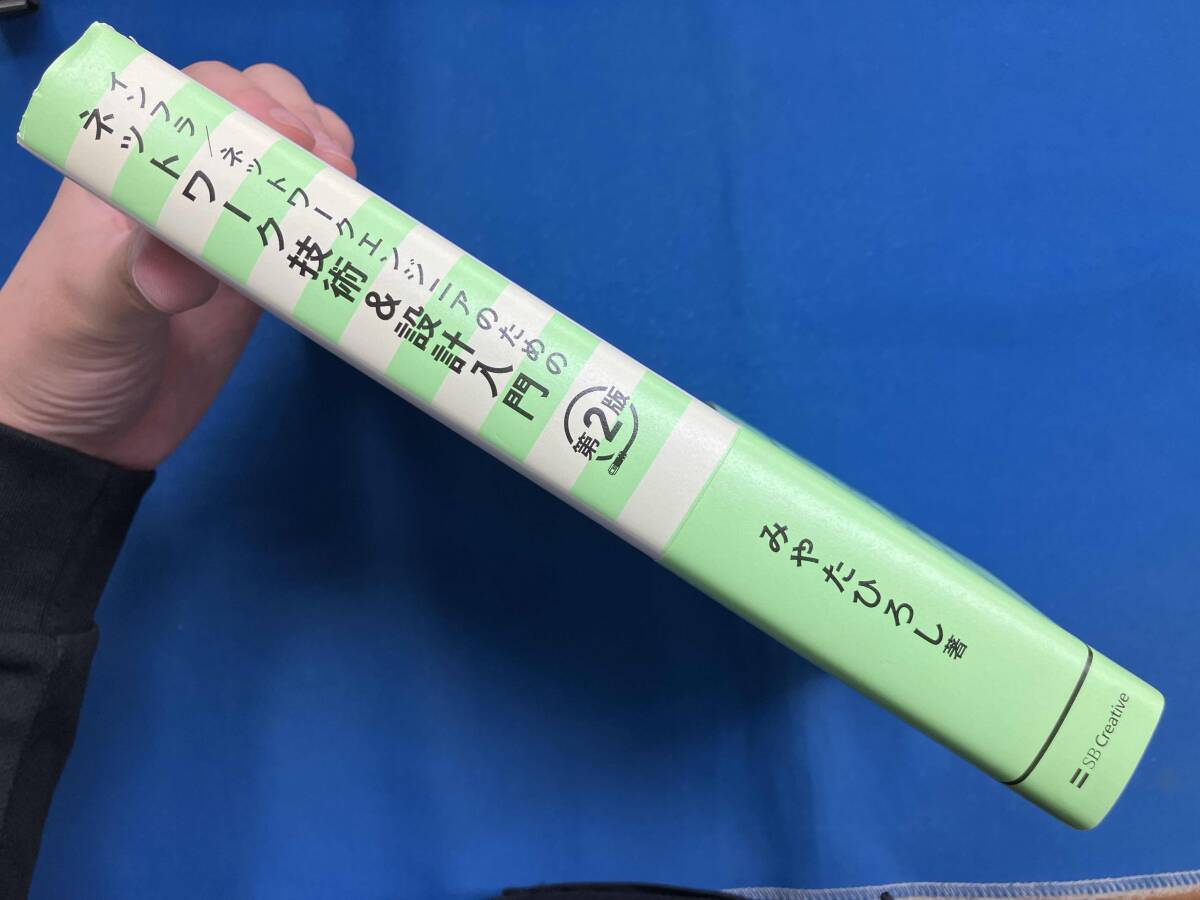 インフラ/ネットワークエンジニアのための
ネットワーク技術&設計入門
第2版
みやたひろし 著
SB Creative